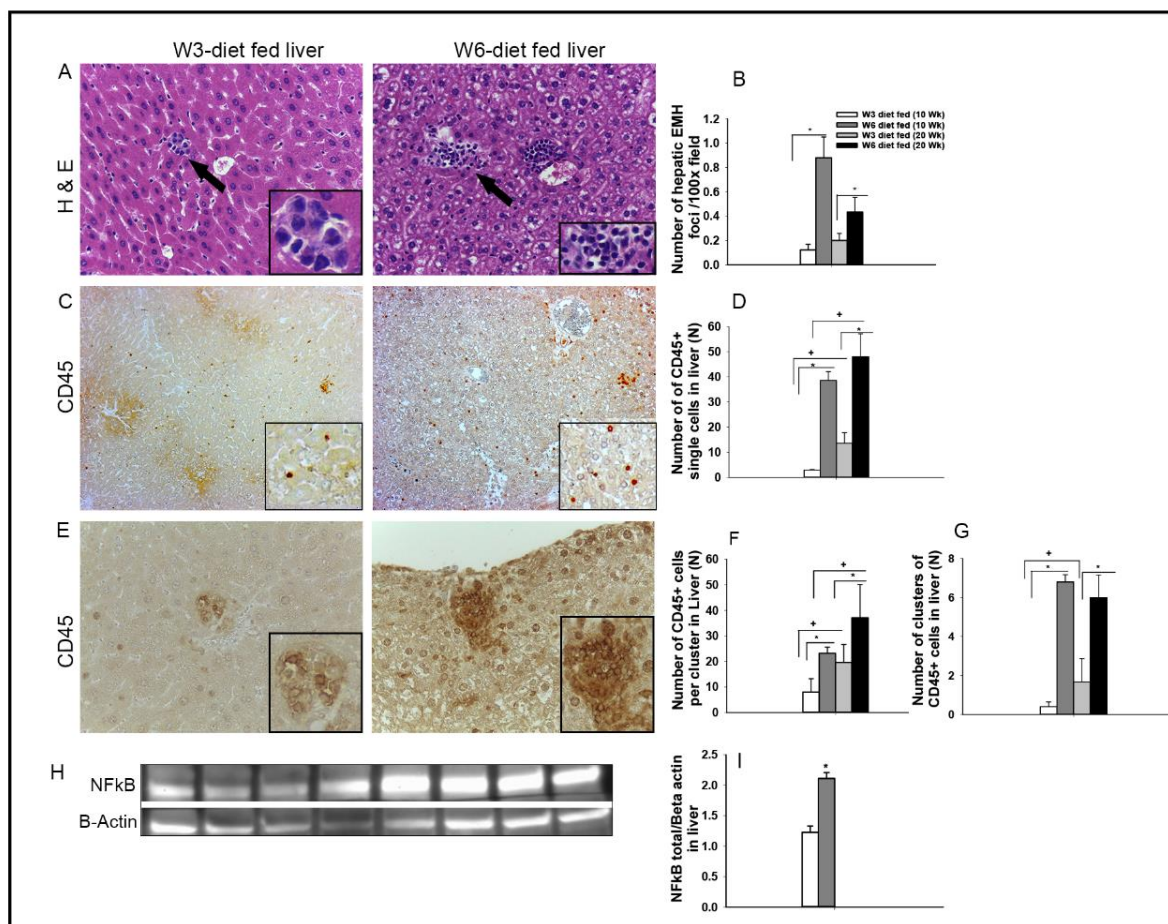 W3-diet fed liver
W6-diet fed liver
A
H & E
B
W3 diet fed (10 Wk)
W6 diet fed (10 Wk)
W3 diet fed (20 Wk)
W6 diet fed (20 Wk)
Number of hepatic EMH
foci /100x field
1.2
1.0
0.8
0.6
0.4
0.2
0.0
*
*
C
CD45
D
Number of of CD45+
single cells in liver (N)
60
50
40
30
20
10
0
+
*
+
*
E
CD45
F
Number of CD45+ cells
per cluster in Liver (N)
60
50
40
30
20
10
0
+
*
+
*
G
Number of clusters of
CD45+ cells in liver (N)
8
6
4
2
0
+
*
*
H
NFkB
B-Actin
I
NFkB total/Beta actin
in liver
2.5
2.0
1.5
1.0
.5
0.0
*